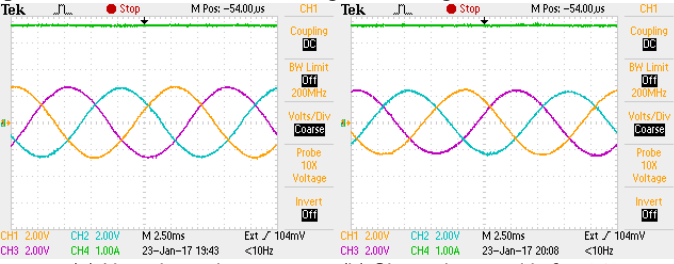 Tek Stop M Pos: -54.00µs CH1
Coupling
DC
BW Limit
Off
200MHz
Volts/Div
Coarse
Probe
10X
Voltage
Invert
Off
CH1 2.00V CH2 2.00V M 2.50ms Ext / 104mV
CH3 2.00V CH4 1.00A 23-Jan-17 19:43 <10Hz
Tek Stop M Pos: -54.00µs CH1
Coupling
DC
BW Limit
Off
200MHz
Volts/Div
Coarse
Probe
10X
Voltage
Invert
Off
CH1 2.00V CH2 2.00V M 2.50ms Ext / 104mV
CH3 2.00V CH4 1.00A 23-Jan-17 20:08 <10Hz